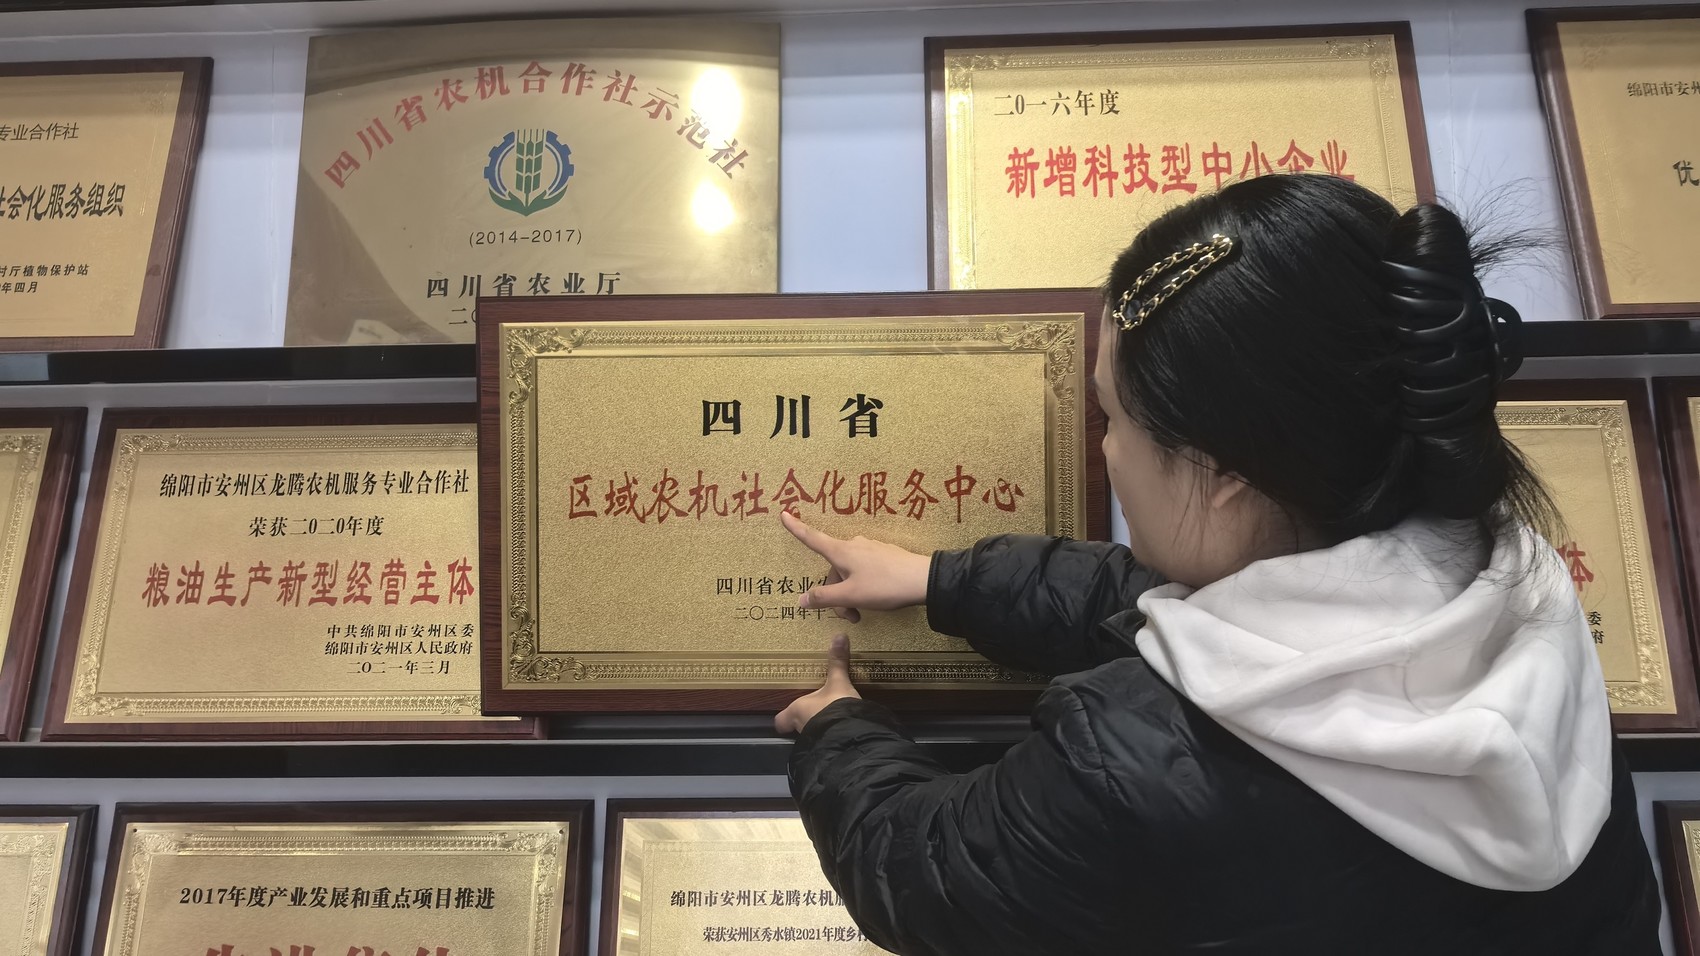 专业合作社
社会化服务组织
村厅植物保护站
年四月
四川省农机合作社示范社
(2014-2017)
四川省农业厅
二〇一六年度
新增科技型中小企业
绵阳市安州
优
绵阳市安州区龙腾农机服务专业合作社
荣获二〇二〇年度
粮油生产新型经营主体
中共绵阳市安州区委
绵阳市安州区人民政府
二〇二一年三月
四川省
区域农机社会化服务中心
四川省农业
二〇二四年十二
体
委
府
2017年度产业发展和重点项目推进
绵阳市安州区龙腾农机
荣获安州区秀水镇2021年度乡村